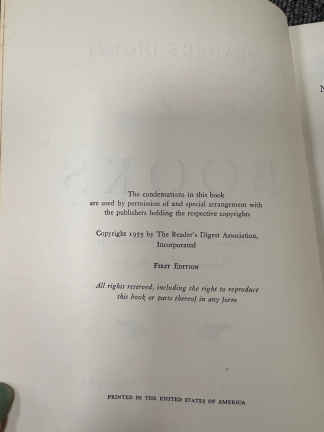 The condensations in this book
are used by permission of and special arrangement with
the publishers holding the respective copyrights
Copyright 1955 by The Reader's Digest Association,
Incorporated
First Edition
All rights reserved, including the right to reproduce
this book or parts thereof in any form
PRINTED IN THE UNITED STATES OF AMERICA